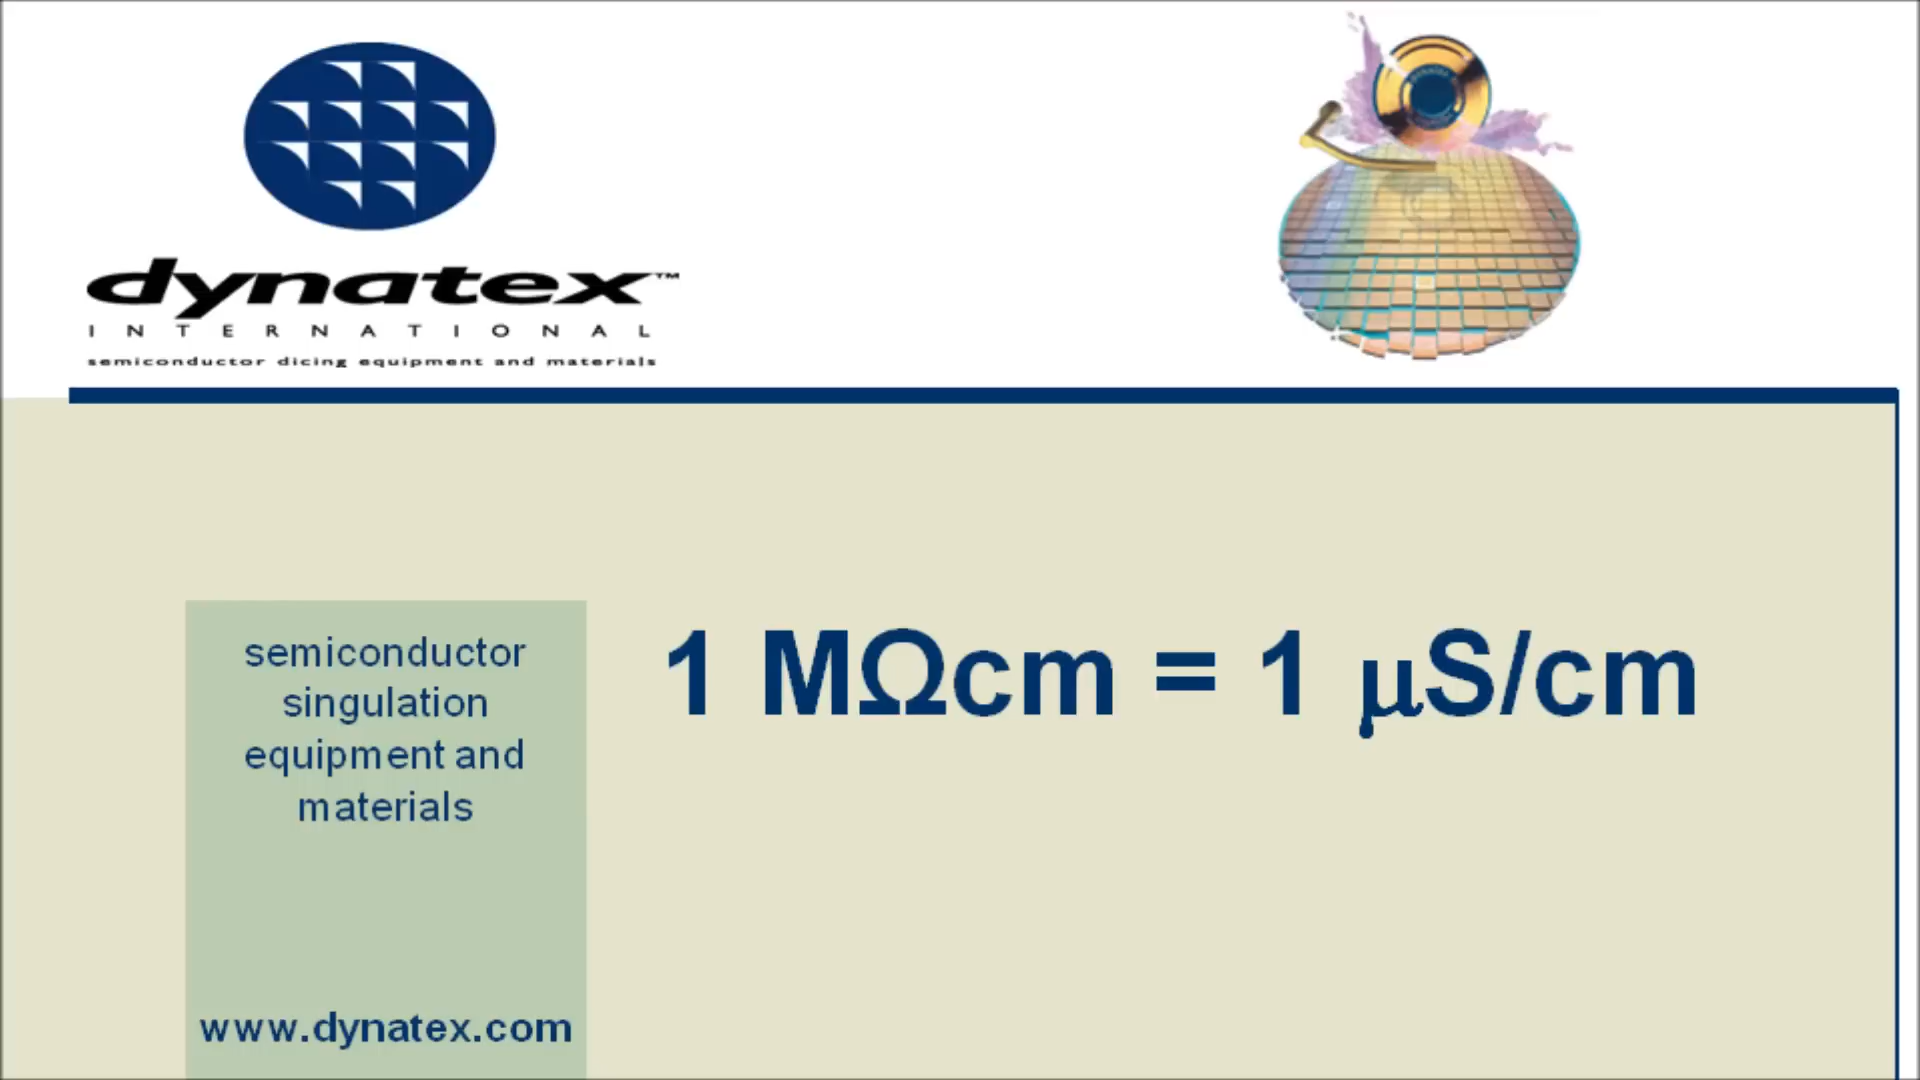 dynatex™
INTERNATIONAL
semiconductor dicing equipment and materials
semiconductor
singulation
equipment and
materials
www.dynatex.com
1 MΩcm = 1 μS/cm